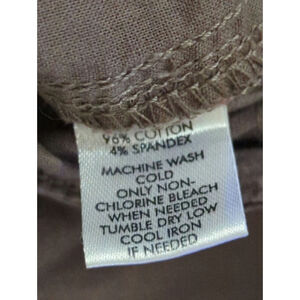 96% COTTON
4% SPANDEX
MACHINE WASH
COLD
ONLY NON-
CHLORINE BLEACH
WHEN NEEDED
TUMBLE DRY LOW
COOL IRON
IF NEEDED